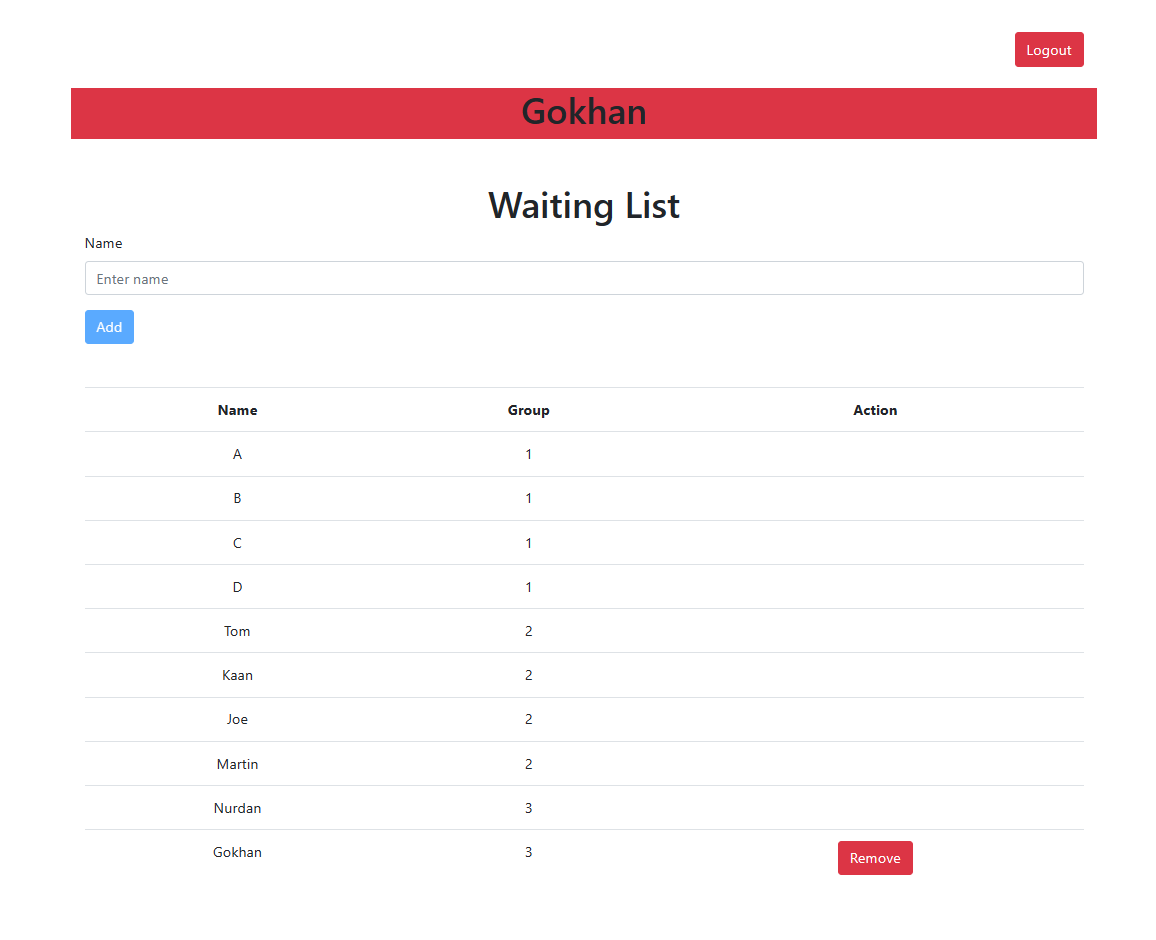 Logout
Gokhan
Waiting List
Name
Enter name
Add
Name Group Action
A 1
B 1
C 1
D 1
Tom 2
Kaan 2
Joe 2
Martin 2
Nurdan 3
Gokhan 3 Remove